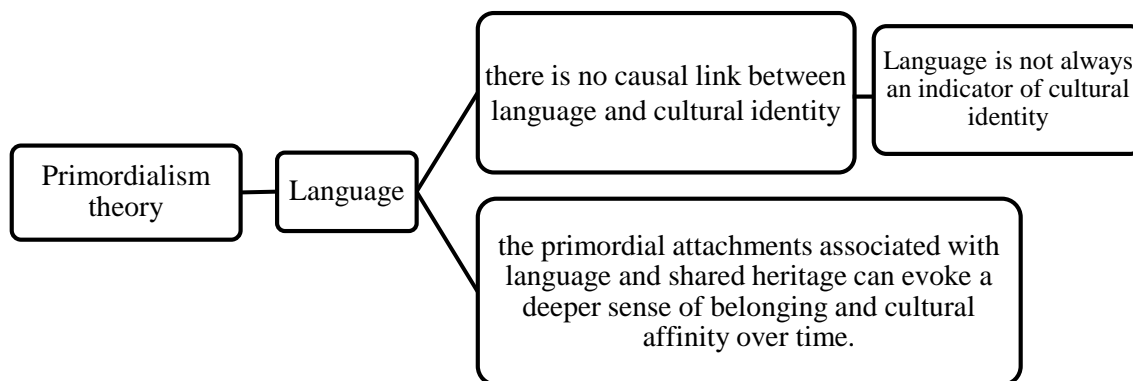 Primordialism
theory
Language
there is no causal link between
language and cultural identity
Language is not always
an indicator of cultural
identity
the primordial attachments associated with
language and shared heritage can evoke a
deeper sense of belonging and cultural
affinity over time.